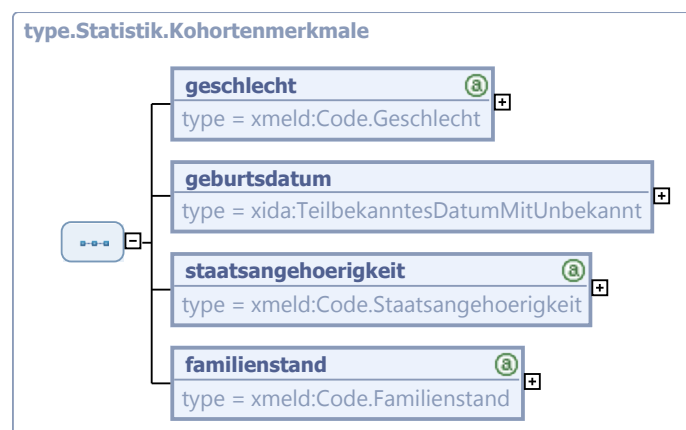 type.Statistik.Kohortenmerkmale
geschlecht
type = xmeld:Code.Geschlecht
geburtsdatum
type = xida:TeilbekanntesDatumMitUnbekannt
staatsangehoerigkeit
type = xmeld:Code.Staatsangehoerigkeit
familienstand
type = xmeld:Code.Familienstand